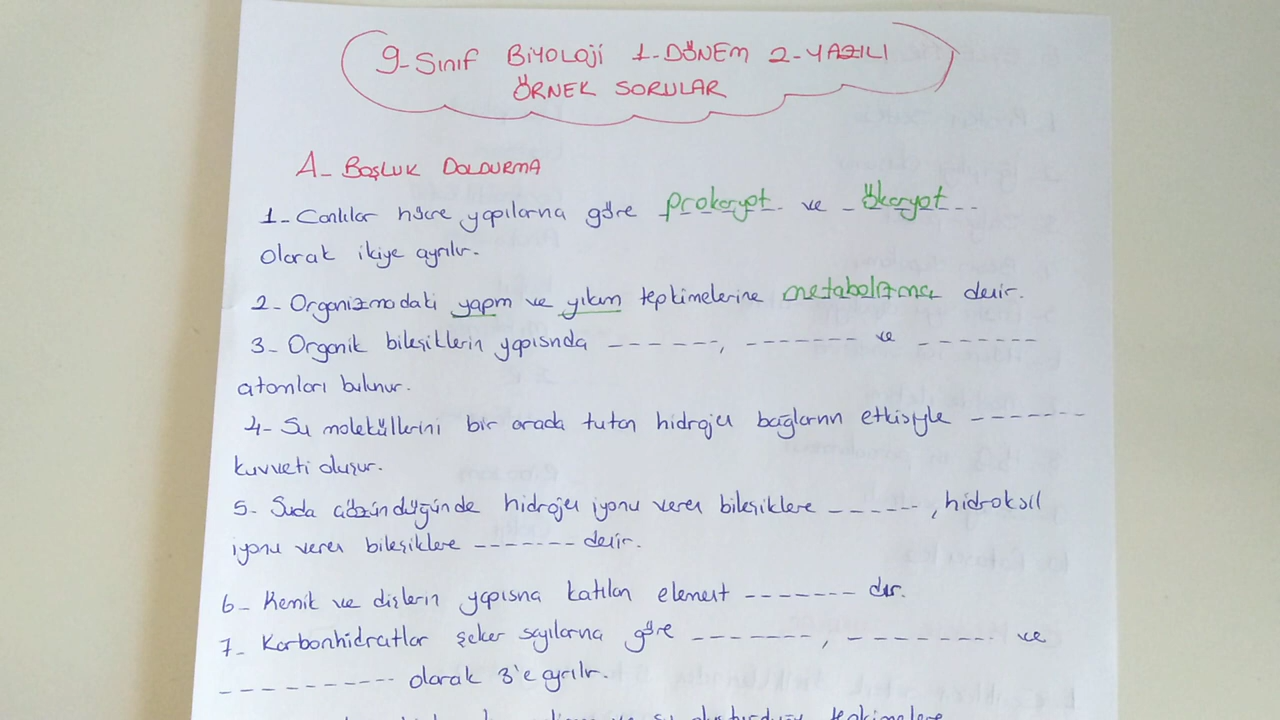 9-Sınıf Biyoloji 1-DÖNEM 2-YAZILI
ÖRNEK SORULAR
A- BOŞLUK DOLDURMA
1- Canlılar hücre yapılarına göre prokaryot ve ökaryot
olarak ikiye ayrılır.
2- Organizmadaki yapım ve yıkım tepkimelerine metabolizma denir.
3- Organik bileşiklerin yapısında ------, ------- ve -------
atomları bulunur.
4- Su moleküllerini bir arada tutan hidrojen bağlarının etkisiyle -------
kuvveti oluşur.
5- Suda çözündüğünde hidrojen iyonu veren bileşiklere ------, hidroksil
iyonu veren bileşiklere ------- denir.
6- Kemik ve dişlerin yapısına katılan element ------- dır.
7- Karbonhidratlar şeker sayılarına göre -------, --------- ve
---------- olarak 3'e ayrılır.
tepkimelere